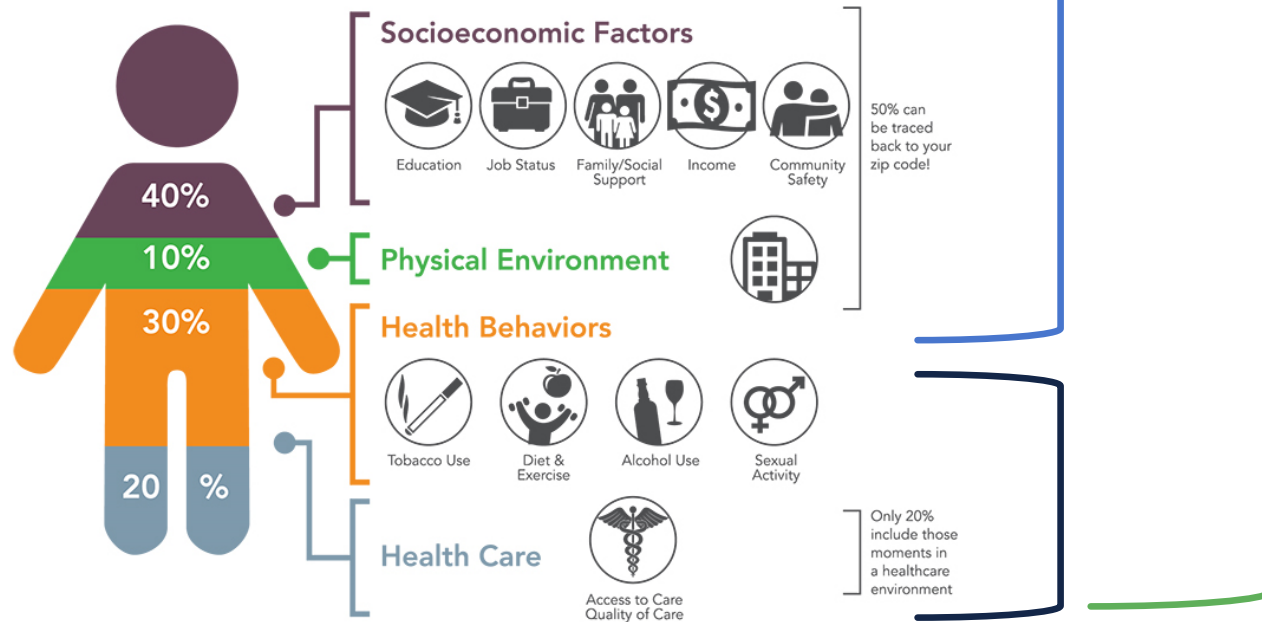 Socioeconomic Factors
Education
Job Status
Family/Social
Support
Income
Community
Safety
50% can
be traced
back to your
zip code!
40%
10%
Physical Environment
30%
Health Behaviors
Tobacco Use
Diet &
Exercise
Alcohol Use
Sexual
Activity
20 %
Health Care
Access to Care
Quality of Care
Only 20%
include those
moments in
a healthcare
environment